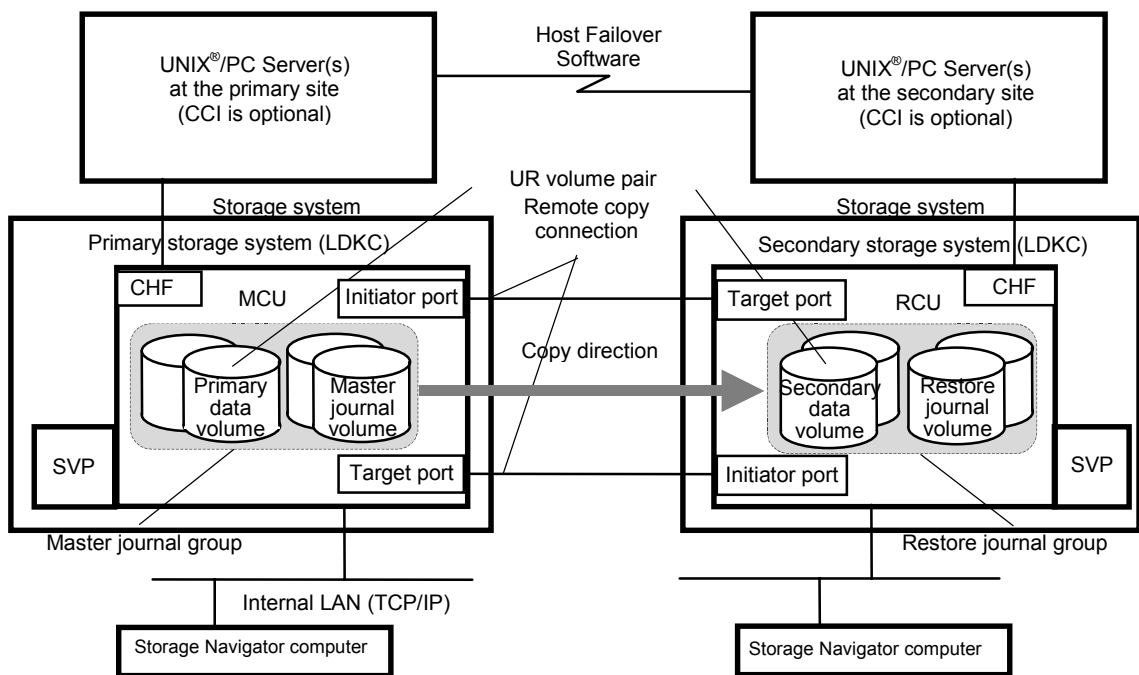 UNIX®/PC Server(s)
at the primary site
(CCI is optional)
Host Failover
Software
UNIX®/PC Server(s)
at the secondary site
(CCI is optional)
UR volume pair
Remote copy
connection
Storage system
Primary storage system (LDKC)
CHF
MCU
Initiator port
Primary
data
volume
Master
journal
volume
SVP
Target port
Master journal group
Copy direction
Storage system
Secondary storage system (LDKC)
Target port
RCU
CHF
Secondary
data
volume
Restore
journal
volume
Initiator port
SVP
Restore journal group
Internal LAN (TCP/IP)
Storage Navigator computer
Storage Navigator computer